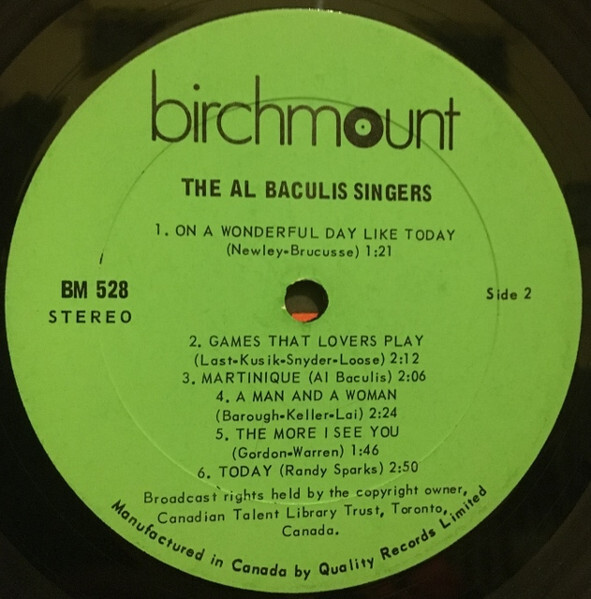 birchmount
THE AL BACULIS SINGERS
1. ON A WONDERFUL DAY LIKE TODAY
(Newley-Brucusse) 1:21
BM 528
STEREO
Side 2
2. GAMES THAT LOVERS PLAY
(Last-Kusik-Snyder-Loose) 2:12
3. MARTINIQUE (Al Baculis) 2:06
4. A MAN AND A WOMAN
(Barough-Keller-Lai) 2:24
5. THE MORE I SEE YOU
(Gordon-Warren) 1:46
6. TODAY (Randy Sparks) 2:50
Broadcast rights held by the copyright owner,
Canadian Talent Library Trust, Toronto,
Canada.
Manufactured in Canada by Quality Records Limited